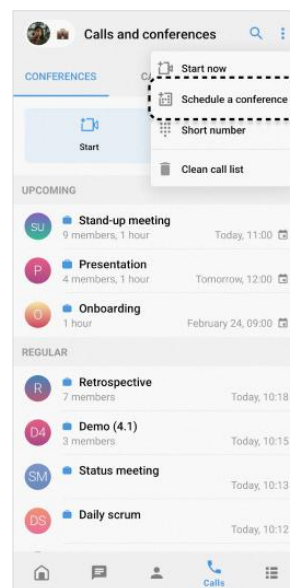 Calls and conferences
CONFERENCES
Start now
Schedule a conference
Short number
Clean call list
Start
UPCOMING
SU
Stand-up meeting
9 members, 1 hour
Today, 11:00
P
Presentation
4 members, 1 hour
Tomorrow, 12:00
O
Onboarding
1 hour
February 24, 09:00
REGULAR
R
Retrospective
7 members
Today, 10:18
D4
Demo (4.1)
3 members
Today, 10:15
SM
Status meeting
Today, 10:13
DS
Daily scrum
Today, 10:12
Calls